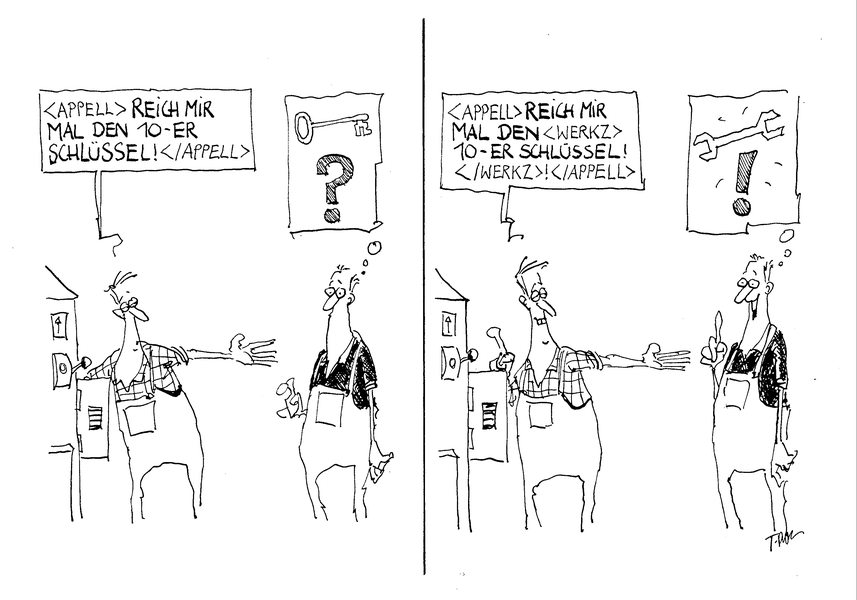 <APPELL> REICH MIR
MAL DEN 10-ER
SCHLÜSSEL!</APPELL>
?
<APPELL> REICH MIR
MAL DEN <WERKZ>
10-ER SCHLÜSSEL!
</WERKZ>!</APPELL>
!